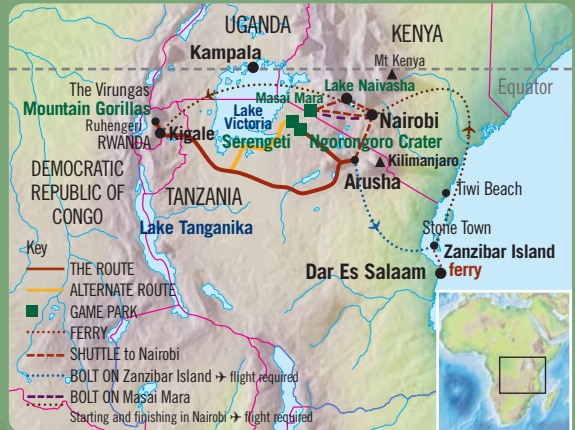 UGANDA
KENYA
Kampala
Mt Kenya
The Virungas
Mountain Gorillas
Ruhengeri
RWANDA
Kigale
Lake Naivasha
Equator
Masai Mara
Lake
Victoria
Nairobi
Serengeti
Ngorongoro Crater
Kilimanjaro
Arusha
DEMOCRATIC
REPUBLIC OF
CONGO
TANZANIA
Tiwi Beach
Lake Tanganika
Stone Town
Zanzibar Island
ferry
Dar Es Salaam
Key
THE ROUTE
ALTERNATE ROUTE
GAME PARK
FERRY
SHUTTLE to Nairobi
BOLT ON Zanzibar Island ✈ flight required
BOLT ON Masai Mara
Starting and finishing in Nairobi ✈ flight required